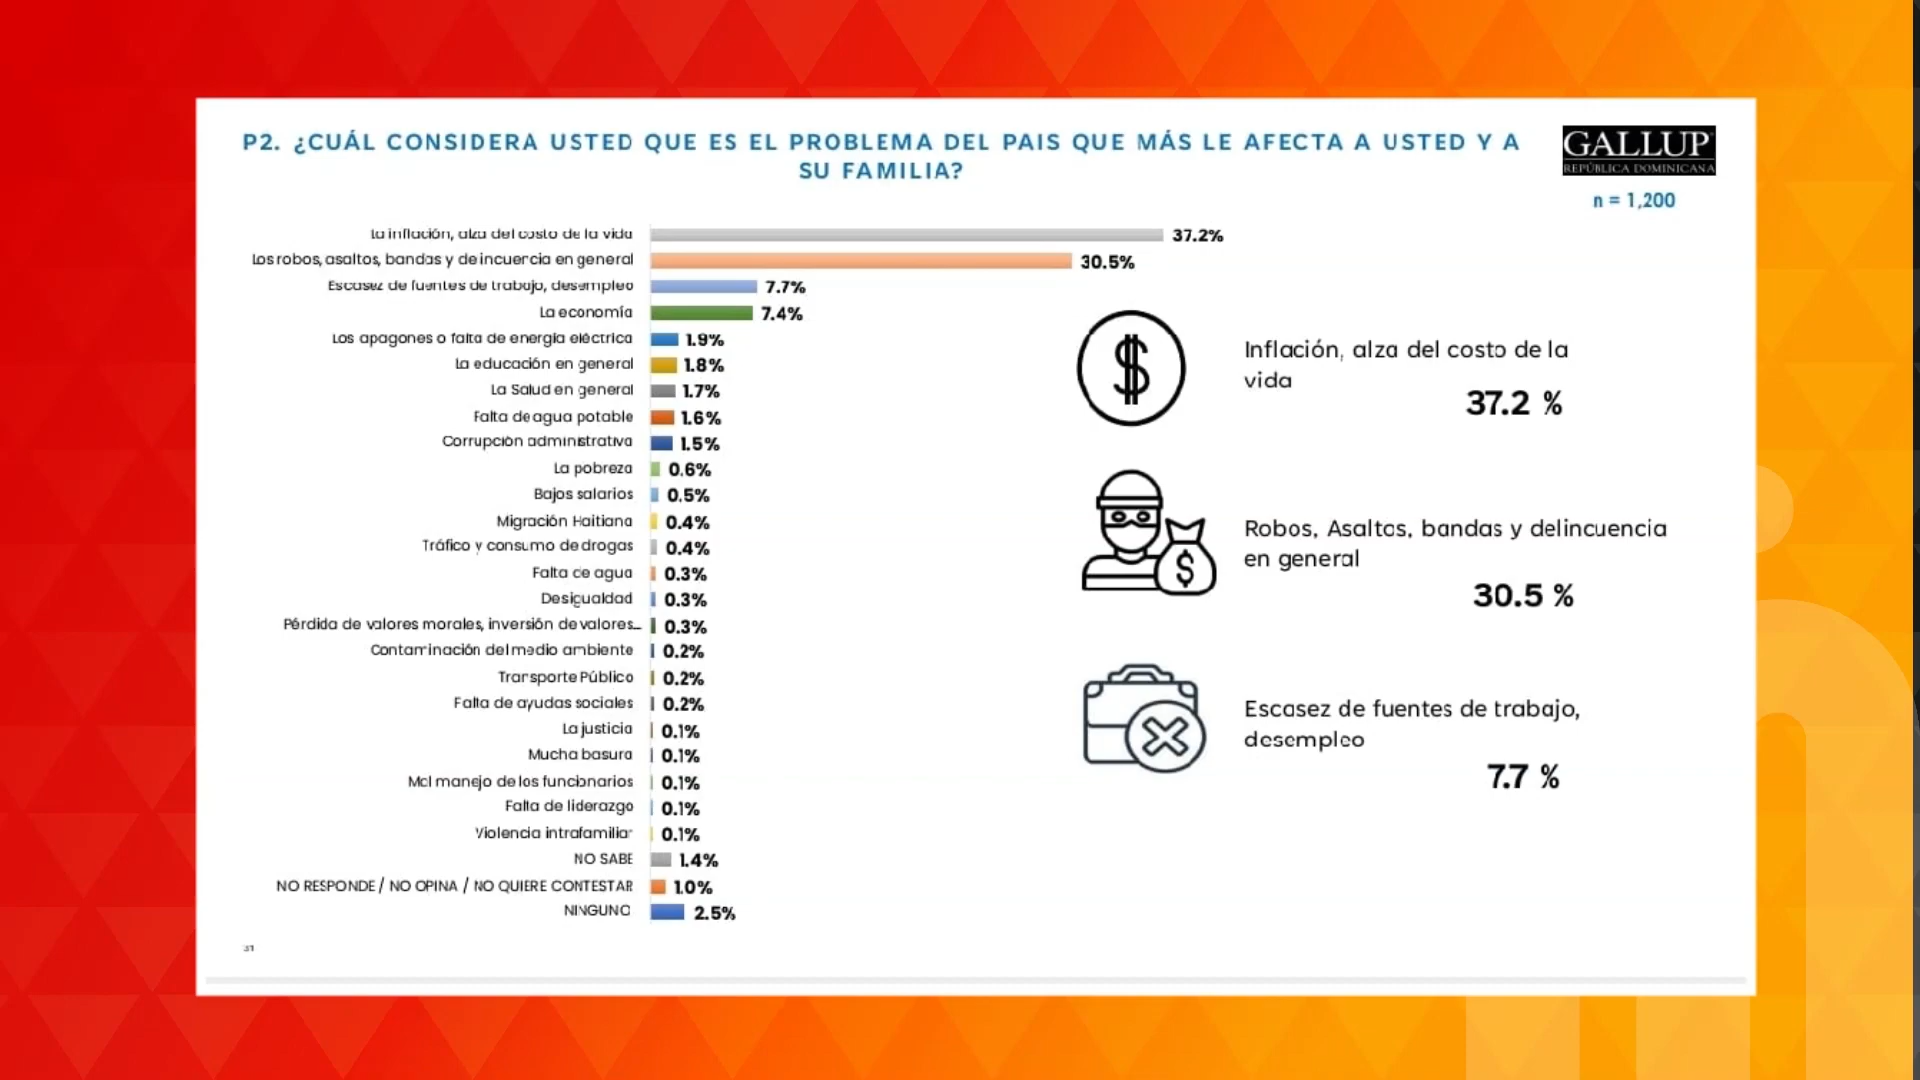 P2. ¿CUÁL CONSIDERA USTED QUE ES EL PROBLEMA DEL PAIS QUE MÁS LE AFECTA A USTED Y A
SU FAMILIA?
GALLUP
REPÚBLICA DOMINICANA
n = 1,200
La inflación, alza del costo de la vida 37.2%
Los robos, asaltos, bandas y delincuencia en general 30.5%
Escasez de fuentes de trabajo, desempleo 7.7%
La economía 7.4%
Los apagones o falta de energía eléctrica 1.9%
La educación en general 1.8%
La Salud en general 1.7%
Falta de agua potable 1.6%
Corrupción administrativa 1.5%
La pobreza 0.6%
Bajos salarios 0.5%
Migración Haitiana 0.4%
Tráfico y consumo de drogas 0.4%
Falta de agua 0.3%
Desigualdad 0.3%
Pérdida de valores morales, inversión de valores... 0.3%
Contaminación del medio ambiente 0.2%
Transporte Público 0.2%
Falta de ayudas sociales 0.2%
La justicia 0.1%
Mucha basura 0.1%
Mal manejo de los funcionarios 0.1%
Falta de liderazgo 0.1%
Violencia intrafamiliar 0.1%
NO SABE 1.4%
NO RESPONDE / NO OPINA / NO QUIERE CONTESTAR 1.0%
NINGUNO 2.5%
Inflación, alza del costo de la
vida
37.2 %
Robos, Asaltos, bandas y delincuencia
en general
30.5 %
Escasez de fuentes de trabajo,
desempleo
7.7 %
31